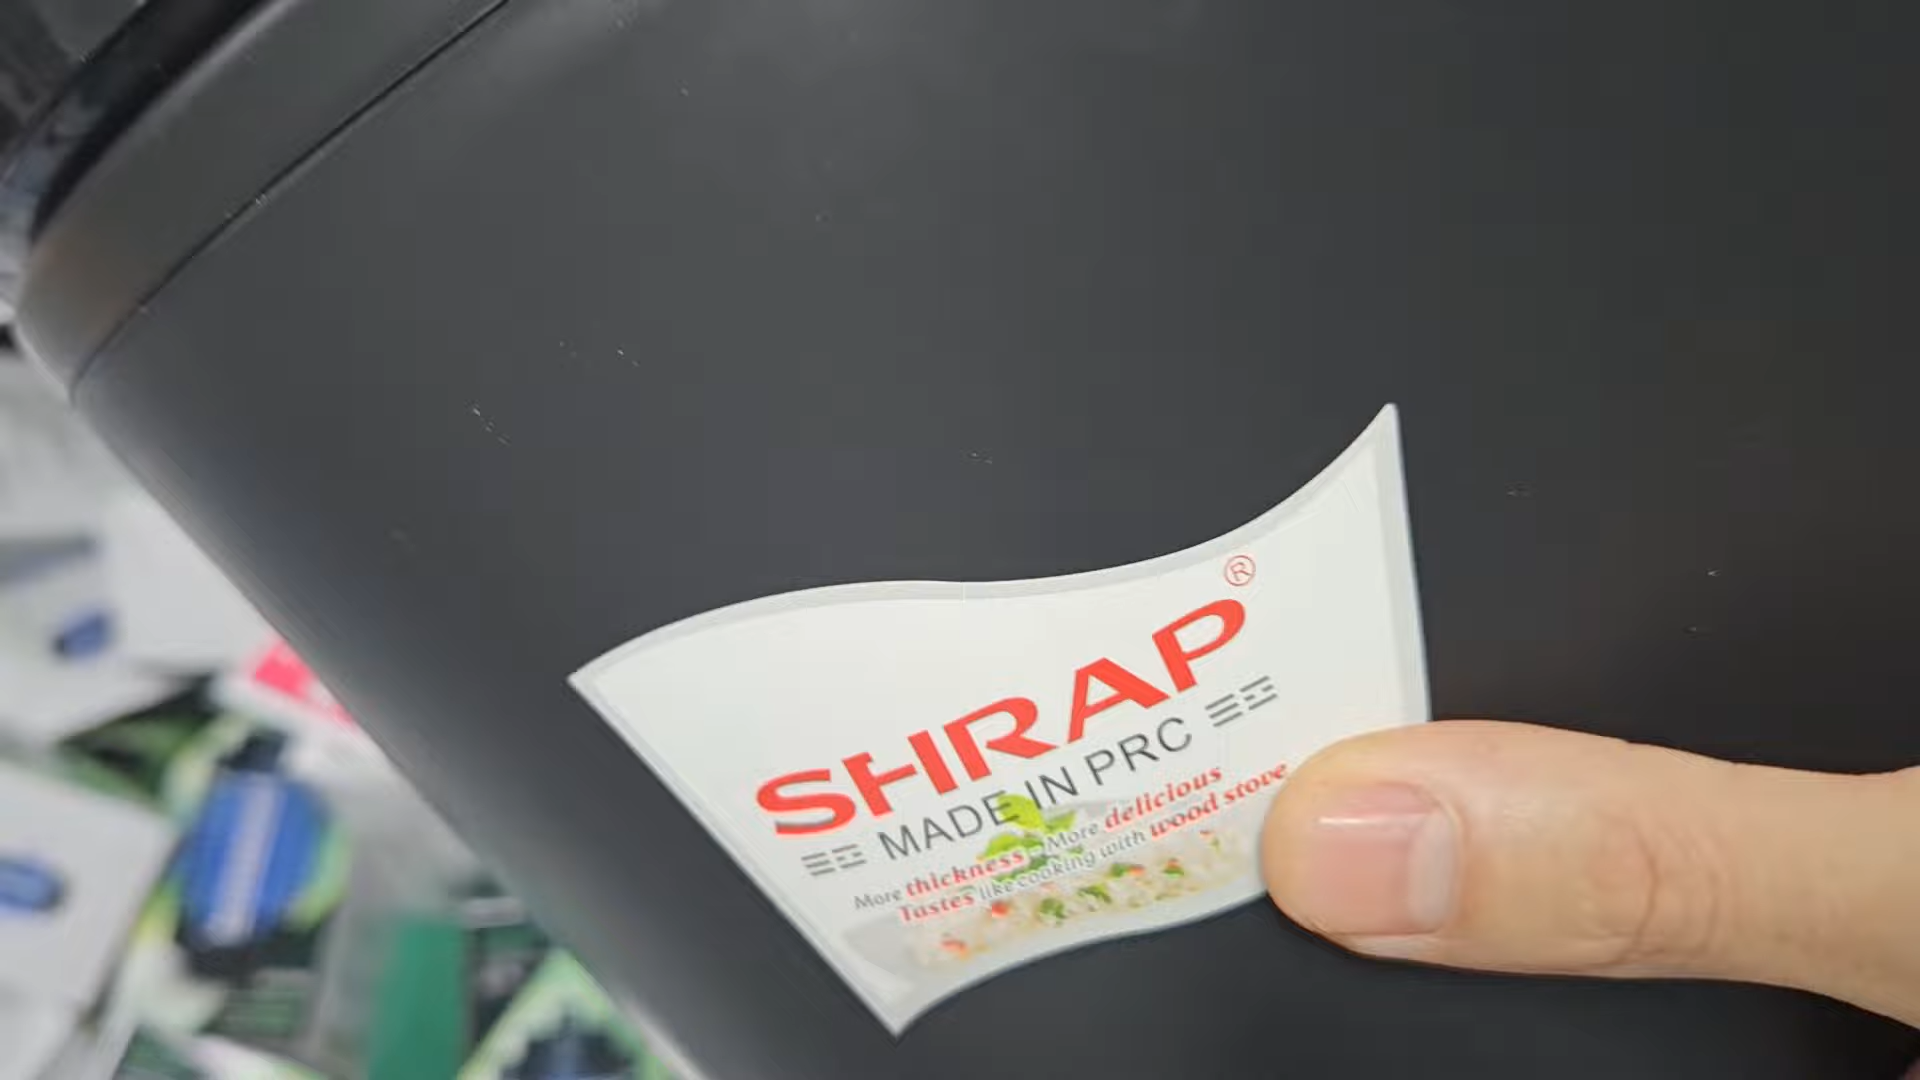 SHRAP®
MADE IN PRC
More thickness More delicious
Tastes like cooking with wood stove